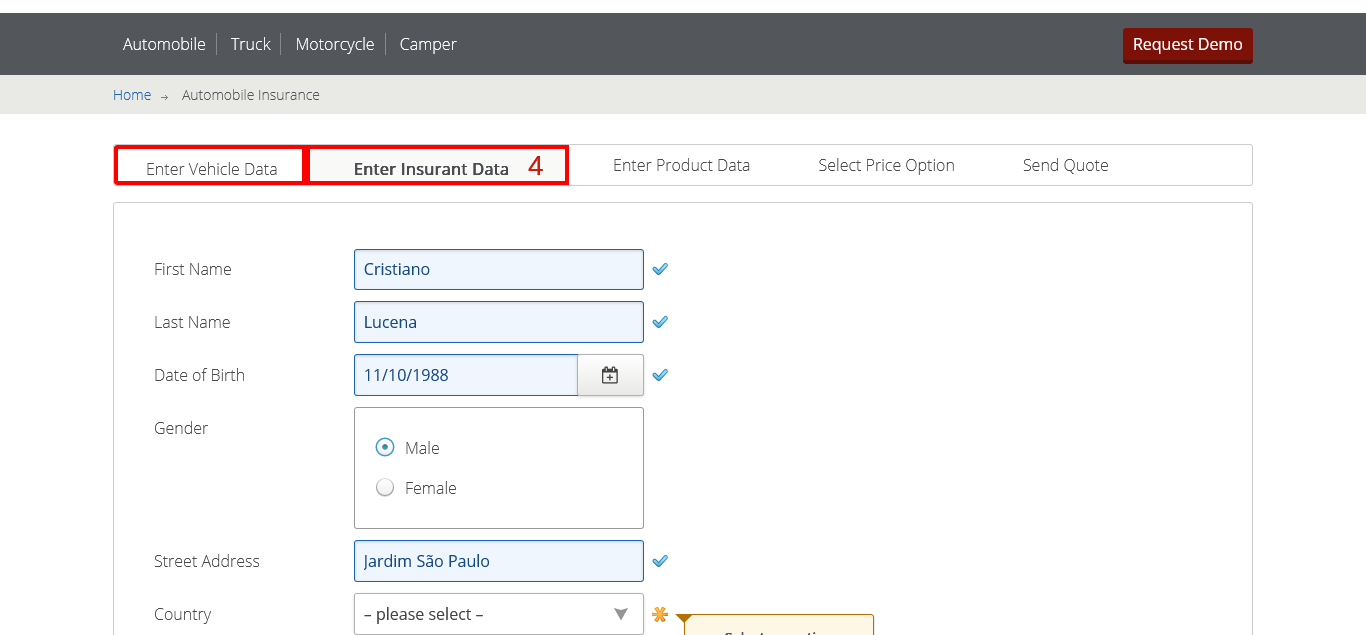 Automobile Truck Motorcycle Camper Request Demo
Home → Automobile Insurance
Enter Vehicle Data Enter Insurant Data 4 Enter Product Data Select Price Option Send Quote
First Name Cristiano
Last Name Lucena
Date of Birth 11/10/1988
Gender
Male
Female
Street Address Jardim São Paulo
Country – please select –